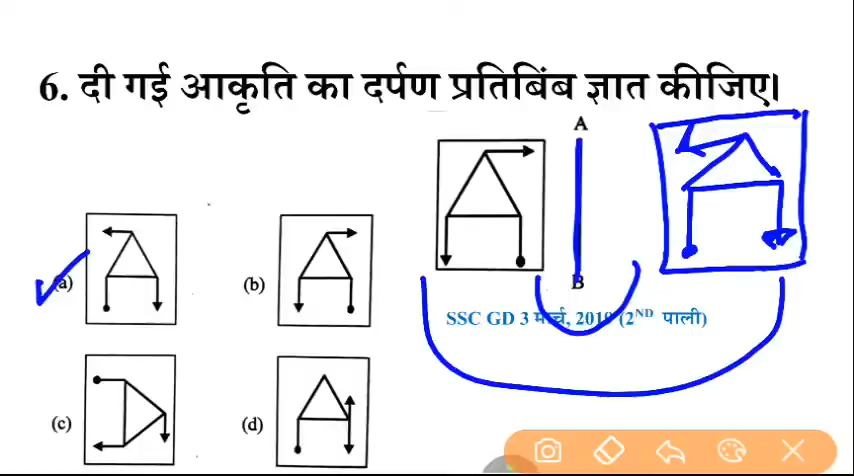 6. दी गई आकृति का दर्पण प्रतिबिंब ज्ञात कीजिए।
A
B
(a)
(b)
SSC GD 3 मार्च, 2019 (2ND पाली)
(c)
(d)